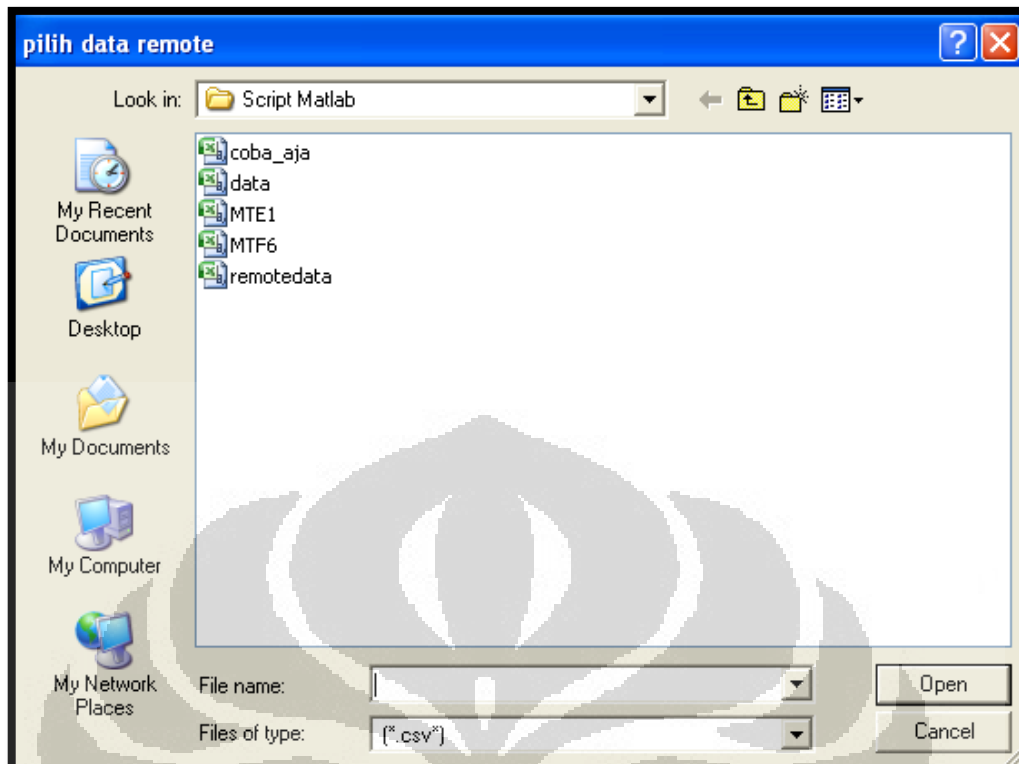 pilih data remote
Look in: Script Matlab
coba_aja
data
MTE1
MTF6
remotedata
My Recent
Documents
Desktop
My Documents
My Computer
My Network
Places
File name: Open
Files of type: (*.csv*) Cancel